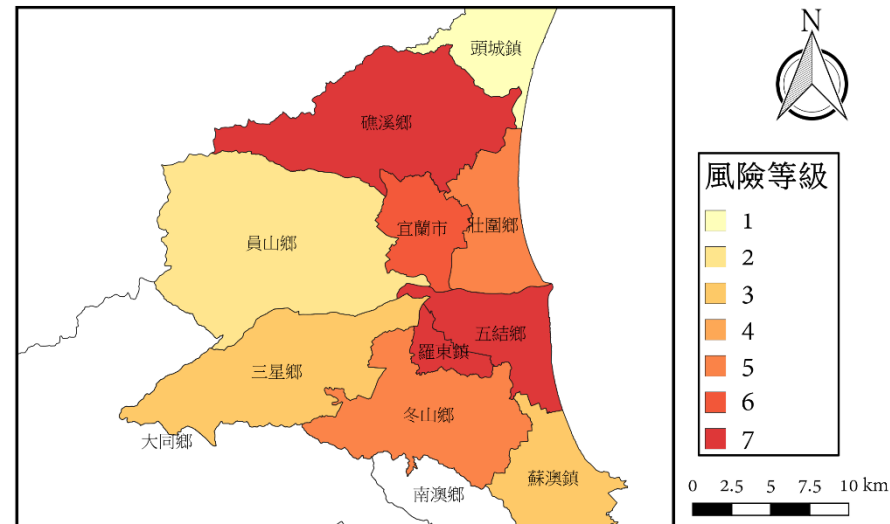 頭城鎮
礁溪鄉
宜蘭市
壯圍鄉
員山鄉
五結鄉
羅東鎮
三星鄉
冬山鄉
大同鄉
蘇澳鎮
南澳鄉
N
風險等級
1
2
3
4
5
6
7
0 2.5 5 7.5 10 km